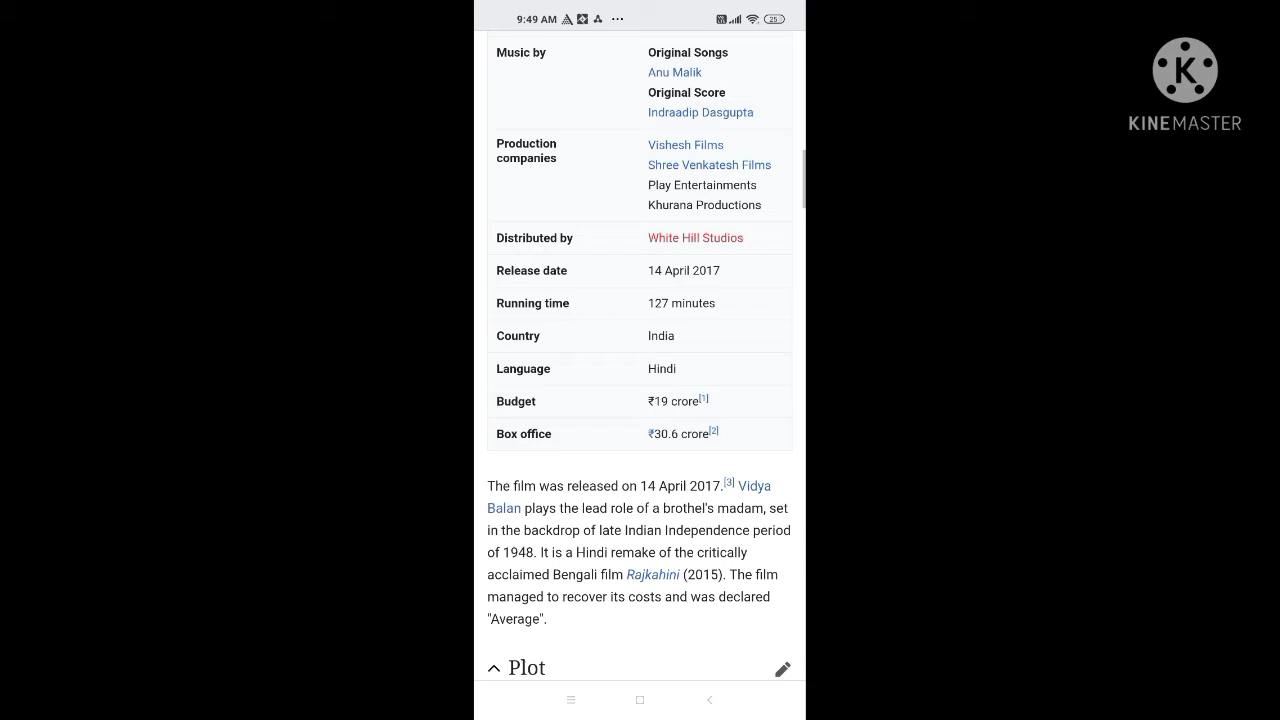 9:49 AM ...
25
Music by
Original Songs
Anu Malik
Original Score
Indraadip Dasgupta
Production
companies
Vishesh Films
Shree Venkatesh Films
Play Entertainments
Khurana Productions
Distributed by
White Hill Studios
Release date
14 April 2017
Running time
127 minutes
Country
India
Language
Hindi
Budget
₹19 crore[1]
Box office
₹30.6 crore[2]
The film was released on 14 April 2017.[3] Vidya
Balan plays the lead role of a brothel's madam, set
in the backdrop of late Indian Independence period
of 1948. It is a Hindi remake of the critically
acclaimed Bengali film Rajkahini (2015). The film
managed to recover its costs and was declared
"Average".
Plot
K
KINEMASTER